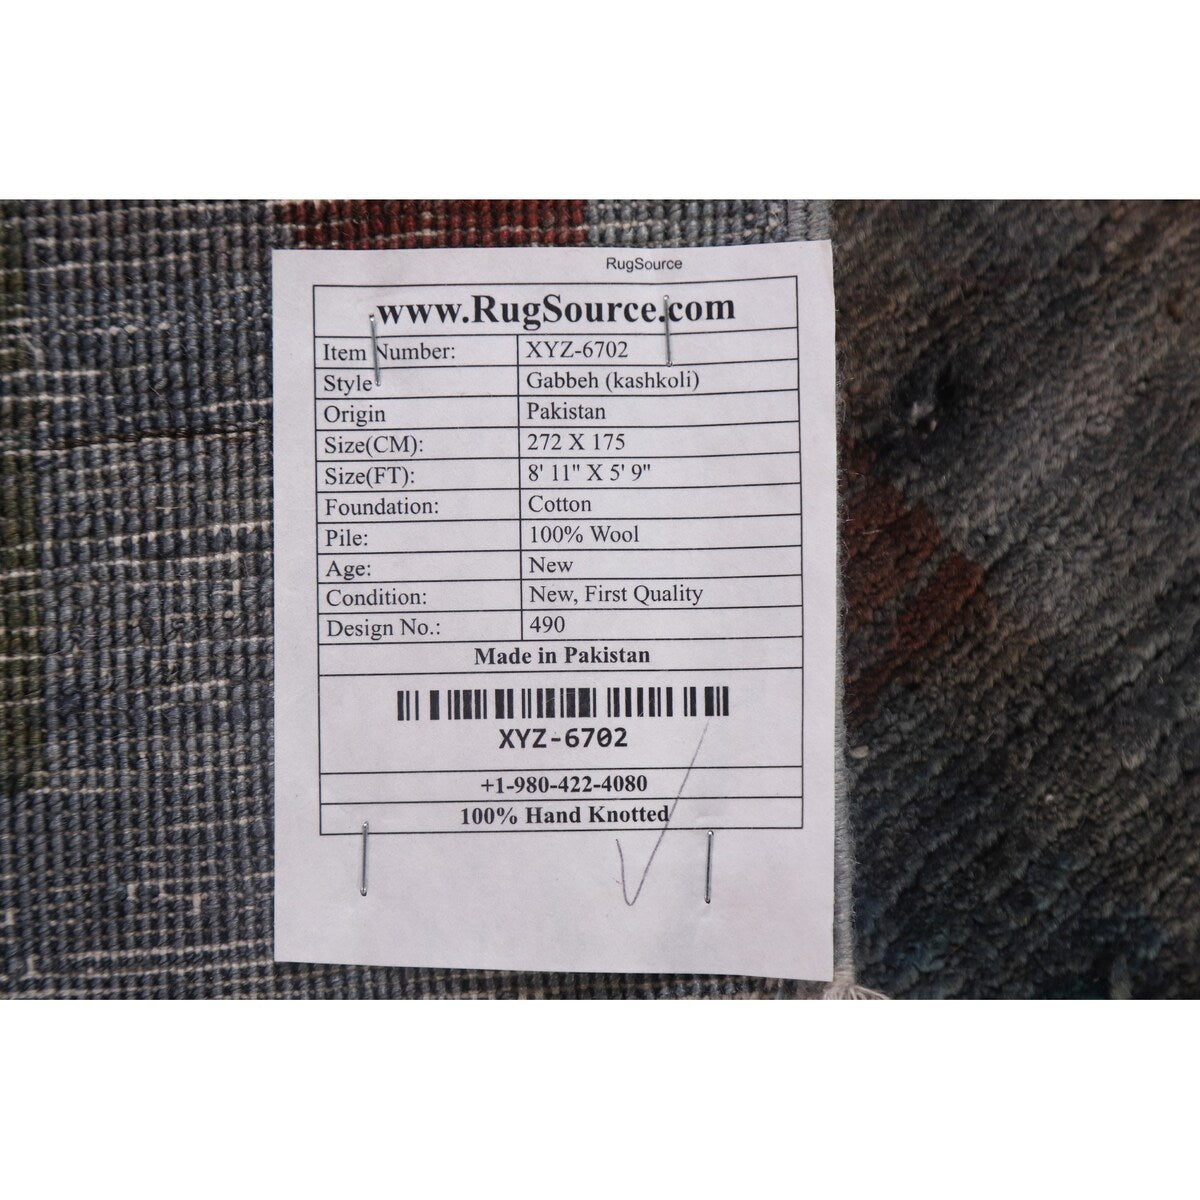 RugSource
www.RugSource.com
Item Number: XYZ-6702
Style Gabbeh (kashkoli)
Origin Pakistan
Size(CM): 272 X 175
Size(FT): 8' 11" X 5' 9"
Foundation: Cotton
Pile: 100% Wool
Age: New
Condition: New, First Quality
Design No.: 490
Made in Pakistan
XYZ-6702
+1-980-422-4080
100% Hand Knotted